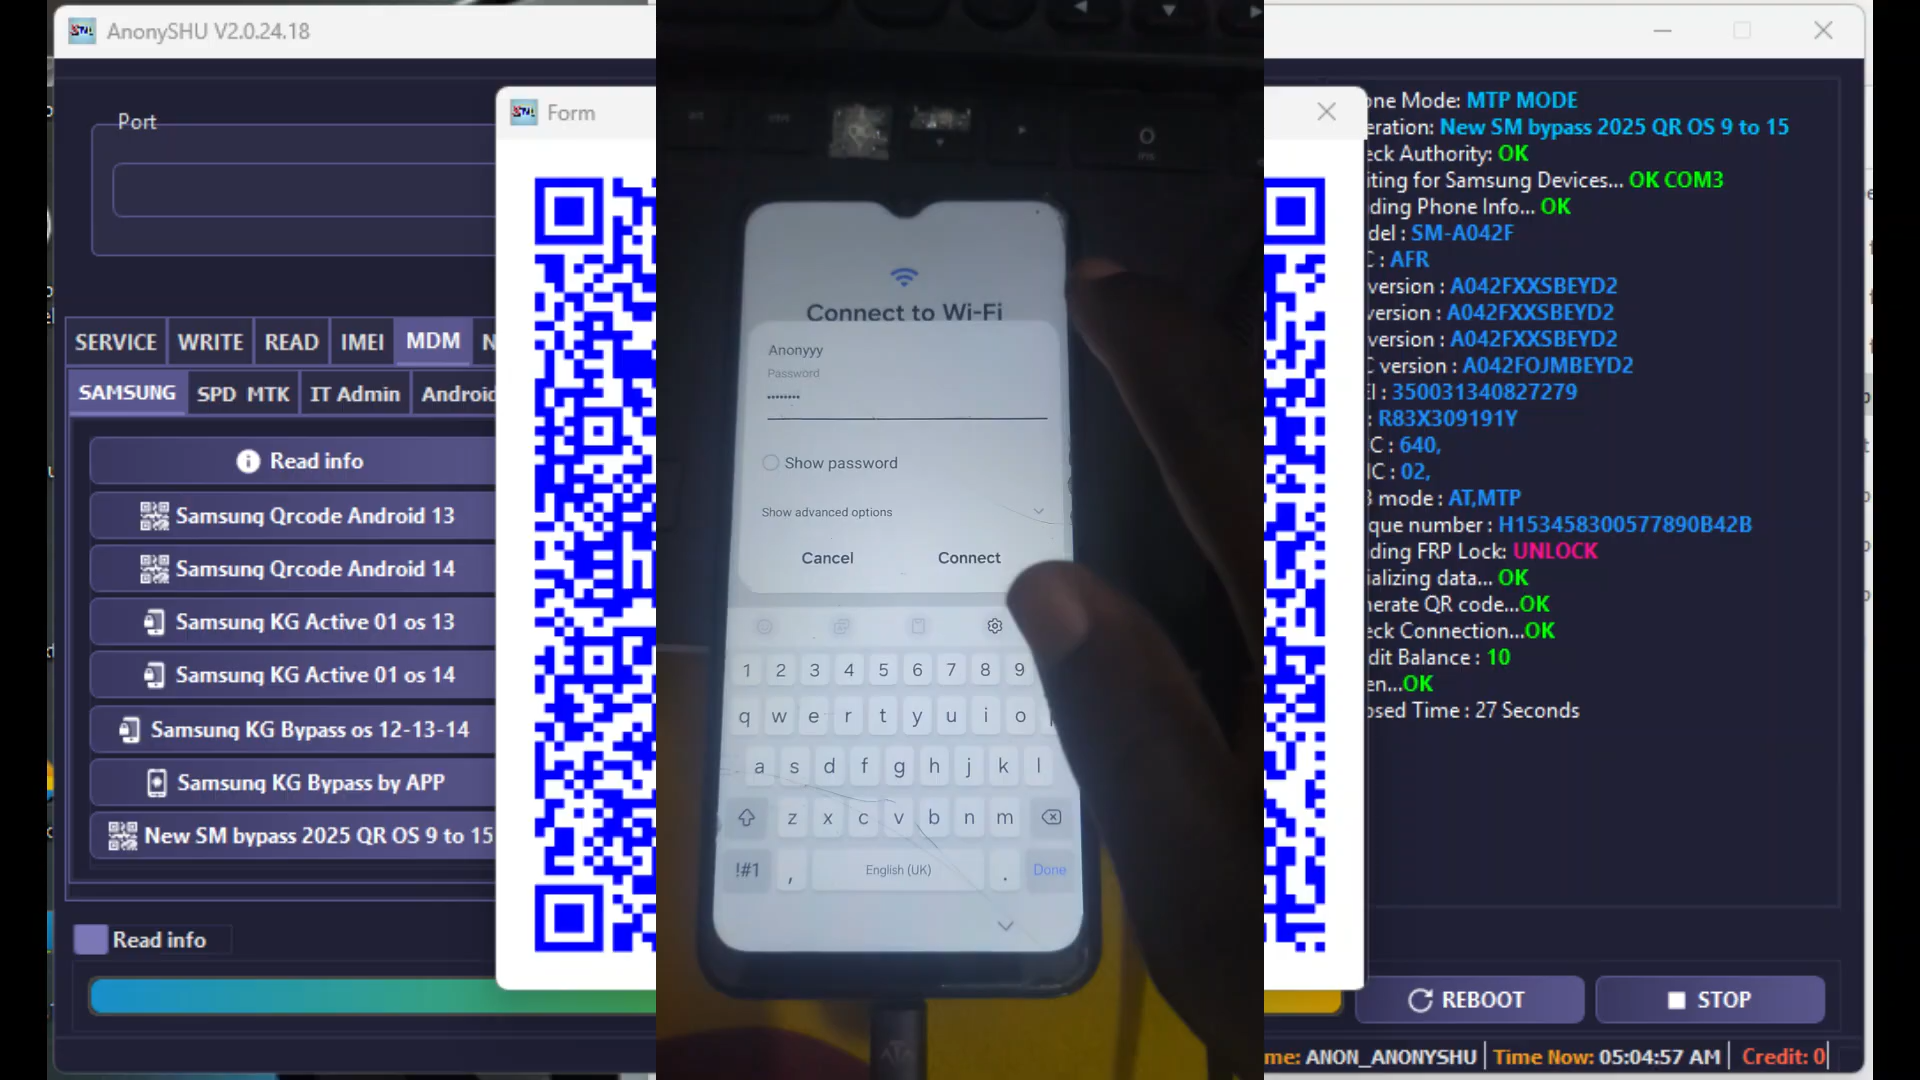 AnonySHU V2.0.24.18
Port
SERVICE WRITE READ IMEI MDM N
SAMSUNG SPD MTK IT Admin Android
Read info
Samsung Qrcode Android 13
Samsung Qrcode Android 14
Samsung KG Active 01 os 13
Samsung KG Active 01 os 14
Samsung KG Bypass os 12-13-14
Samsung KG Bypass by APP
New SM bypass 2025 QR OS 9 to 15
Read info
Form
Connect to Wi-Fi
Anonyyy
Password
••••••••
Show password
Show advanced options
Cancel Connect
1 2 3 4 5 6 7 8 9
q w e r t y u i o
a s d f g h j k l
z x c v b n m
!#1 , English (UK) . Done
one Mode: MTP MODE
eration: New SM bypass 2025 QR OS 9 to 15
eck Authority: OK
iting for Samsung Devices... OK COM3
ding Phone Info... OK
del : SM-A042F
C : AFR
version : A042FXXSBEYD2
version : A042FXXSBEYD2
version : A042FXXSBEYD2
C version : A042FOJMBEYD2
EI : 350031340827279
: R83X309191Y
C : 640,
IC : 02,
B mode : AT,MTP
que number : H153458300577890B42B
ding FRP Lock: UNLOCK
ializing data... OK
nerate QR code...OK
eck Connection...OK
dit Balance : 10
en...OK
psed Time : 27 Seconds
REBOOT STOP
me: ANON_ANONYSHU Time Now: 05:04:57 AM Credit: 0